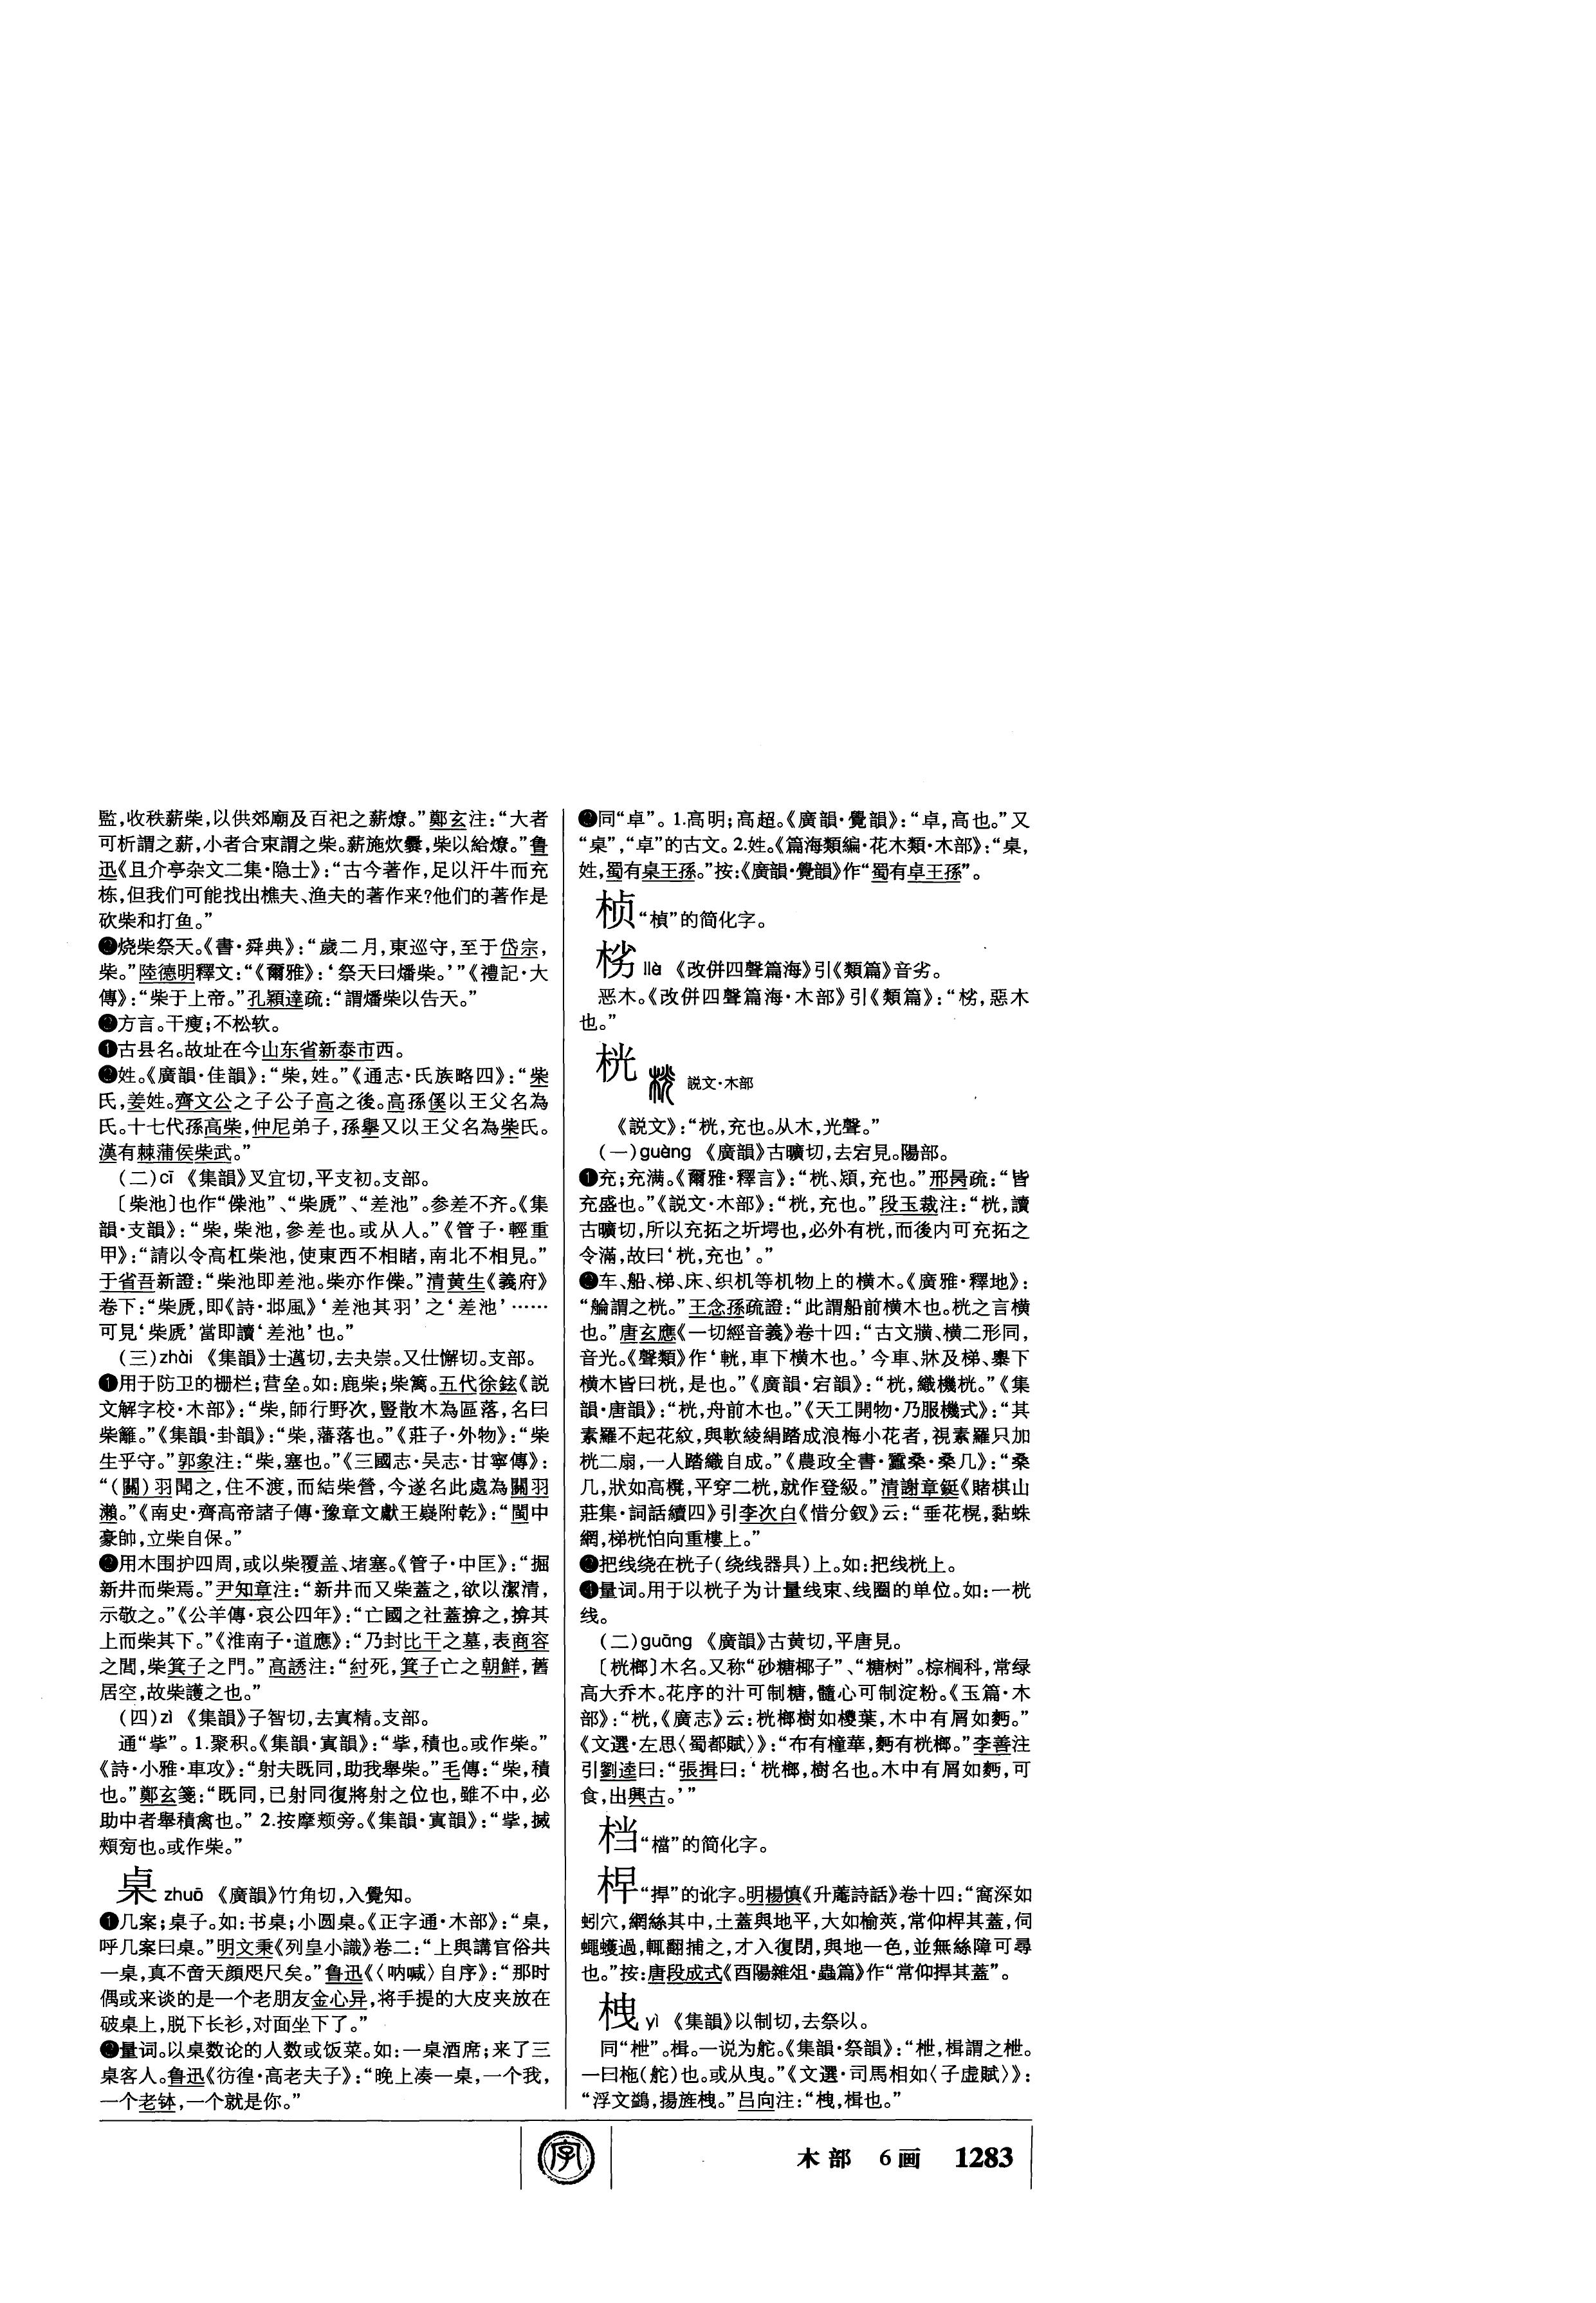 監，收秩薪柴，以供郊廟及百祀之薪燎。”鄭玄注：“大者
可析謂之薪，小者合束謂之柴。薪施炊爨，柴以給燎。”鲁
迅《且介亭杂文二集·隐士》：“古今著作，足以汗牛而充
栋，但我们可能找出樵夫、渔夫的著作来？他们的著作是
砍柴和打鱼。”
❷烧柴祭天。《書·舜典》：“歲二月，東巡守，至于岱宗，
柴。”陸德明釋文：“《爾雅》：‘祭天曰燔柴。’”《禮記·大
傳》：“柴于上帝。”孔穎達疏：“謂燔柴以告天。”
方言。干瘦；不松软。
古县名。故址在今山东省新泰市西。
姓。《廣韻·佳韻》：“柴，姓。”《通志·氏族略四》：“柴
氏，姜姓。齊文公之子公子高之後。高孫傒以王父名為
氏。十七代孫高柴，仲尼弟子，孫舉又以王父名為柴氏。
漢有棘蒲侯柴武。”
（二）cī 《集韻》叉宜切，平支初。支部。
〔柴池〕也作“傑池”、“柴虒”、“差池”。参差不齐。《集
韻·支韻》：“柴，柴池，參差也。或从人。”《管子·輕重
甲》：“請以令高杠柴池，使東西不相睹，南北不相見。”
于省吾新證：“柴池即差池。柴亦作偨。”清黄生《義府》
卷下：“柴虒，即《詩·邶風》‘差池其羽’之‘差池’……
可見‘柴虒’當即讀‘差池’也。”
（三）zhài 《集韻》士邁切，去夬崇。又仕懈切。支部。
❶用于防卫的栅栏；营垒。如：鹿柴；柴篱。五代徐鉉《説
文解字校·木部》：“柴，師行野次，豎散木為區落，名曰
柴籬。”《集韻·卦韻》：“柴，藩落也。”《莊子·外物》：“柴
生乎守。”郭象注：“柴，塞也。”《三國志·吴志·甘寧傳》：
“（關）羽聞之，住不渡，而結柴營，今遂名此處為關羽
瀨。”《南史·齊高帝諸子傳·豫章文獻王嶷附乾》：“閩中
豪帥，立柴自保。”
❷用木围护四周，或以柴覆盖、堵塞。《管子·中匡》：“掘
新井而柴焉。”尹知章注：“新井而又柴蓋之，欲以潔清，
示敬之。”《公羊傳·哀公四年》：“亡國之社蓋揜之，揜其
上而柴其下。”《淮南子·道應》：“乃封比干之墓，表商容
之閭，柴箕子之門。”高誘注：“紂死，箕子亡之朝鮮，舊
居空，故柴護之也。”
（四）zì 《集韻》子智切，去寘精。支部。
通“㧘”。1.聚积。《集韻·寘韻》：“㧘，積也。或作柴。”
《詩·小雅·車攻》：“射夫既同，助我舉柴。”毛傳：“柴，積
也。”鄭玄箋：“既同，已射同復將射之位也，雖不中，必
助中者舉積禽也。” 2.按摩颊旁。《集韻·寘韻》：“㧘，搣
頰旁也。或作柴。”
桌 zhuō 《廣韻》竹角切，入覺知。
❶几案；桌子。如：书桌；小圆桌。《正字通·木部》：“桌，
呼几案曰桌。”明文秉《列皇小識》卷二：“上與講官俗共
一桌，真不啻天顔咫尺矣。”鲁迅《〈呐喊〉自序》：“那时
偶或来谈的是一个老朋友金心异，将手提的大皮夹放在
破桌上，脱下长衫，对面坐下了。”
❷量词。以桌数论的人数或饭菜。如：一桌酒席；来了三
桌客人。鲁迅《彷徨·高老夫子》：“晚上凑一桌，一个我，
一个老钵，一个就是你。”
同“卓”。1.高明；高超。《廣韻·覺韻》：“卓，高也。”又
“桌”，“卓”的古文。2.姓。《篇海類編·花木類·木部》：“桌，
姓，蜀有桌王孫。”按：《廣韻·覺韻》作“蜀有卓王孫”。
桢“楨”的简化字。
栵 liè 《改併四聲篇海》引《類篇》音劣。
恶木。《改併四聲篇海·木部》引《類篇》：“，惡木
也。”
桄 説文·木部
《説文》：“桄，充也。从木，光聲。”
（一）guàng 《廣韻》古曠切，去宕見。陽部。
❶充；充满。《爾雅·釋言》：“桄、熲，充也。”邢昺疏：“皆
充盛也。”《説文·木部》：“桄，充也。”段玉裁注：“桄，讀
古曠切，所以充拓之圻堮也，必外有桄，而後内可充拓之
令滿，故曰‘桄，充也’。”
❷车、船、梯、床、织机等机物上的横木。《廣雅·釋地》：
“艑謂之桄。”王念孫疏證：“此謂船前横木也。桄之言横
也。”唐玄應《一切經音義》卷十四：“古文㯶、横二形同，
音光。《聲類》作‘輄，車下横木也。’今車、牀及梯、轝下
横木皆曰桄，是也。”《廣韻·宕韻》：“桄，織機桄。”《集
韻·唐韻》：“桄，舟前木也。”《天工開物·乃服機式》：“其
素羅不起花紋，與軟綾絹踏成浪梅小花者，視素羅只加
桄二扇，一人踏織自成。”《農政全書·蠶桑·桑几》：“桑
几，狀如高櫈，平穿二桄，就作登級。”清謝章鋌《賭棋山
莊集·詞話續四》引李次白《惜分釵》云：“垂花幌，黏蛛
網，梯桄怕向重樓上。”
把线绕在桄子（绕线器具）上。如：把线桄上。
❹量词。用于以桄子为计量线束、线圈的单位。如：一桄
线。
（二）guāng 《廣韻》古黄切，平唐見。
〔桄榔〕木名。又称“砂糖椰子”、“糖树”。棕榈科，常绿
高大乔木。花序的汁可制糖，髓心可制淀粉。《玉篇·木
部》：“桄，《廣志》云：桄榔樹如椶葉，木中有屑如麪。”
《文選·左思〈蜀都賦〉》：“布有橦華，麪有桄榔。”李善注
引劉逵曰：“張揖曰：‘桄榔，樹名也。木中有屑如麪，可
食，出興古。’”
档“檔”的简化字。
桿“捍”的讹字。明楊慎《升菴詩話》卷十四：“窩深如
蚓穴，網絲其中，土蓋與地平，大如榆莢，常仰桿其蓋，伺
蠅蠖過，輒翻捕之，才入復閉，與地一色，並無絲障可尋
也。”按：唐段成式《酉陽雜俎·蟲篇》作“常仰捍其蓋”。
栧 yì 《集韻》以制切，去祭以。
同“枻”。楫。一说为舵。《集韻·祭韻》：“枻，楫謂之枻。
一曰柂（舵）也。或从曳。”《文選·司馬相如〈子虚賦〉》：
“浮文鷁，揚旌栧。”吕向注：“栧，楫也。”
字
木部 6画 1283